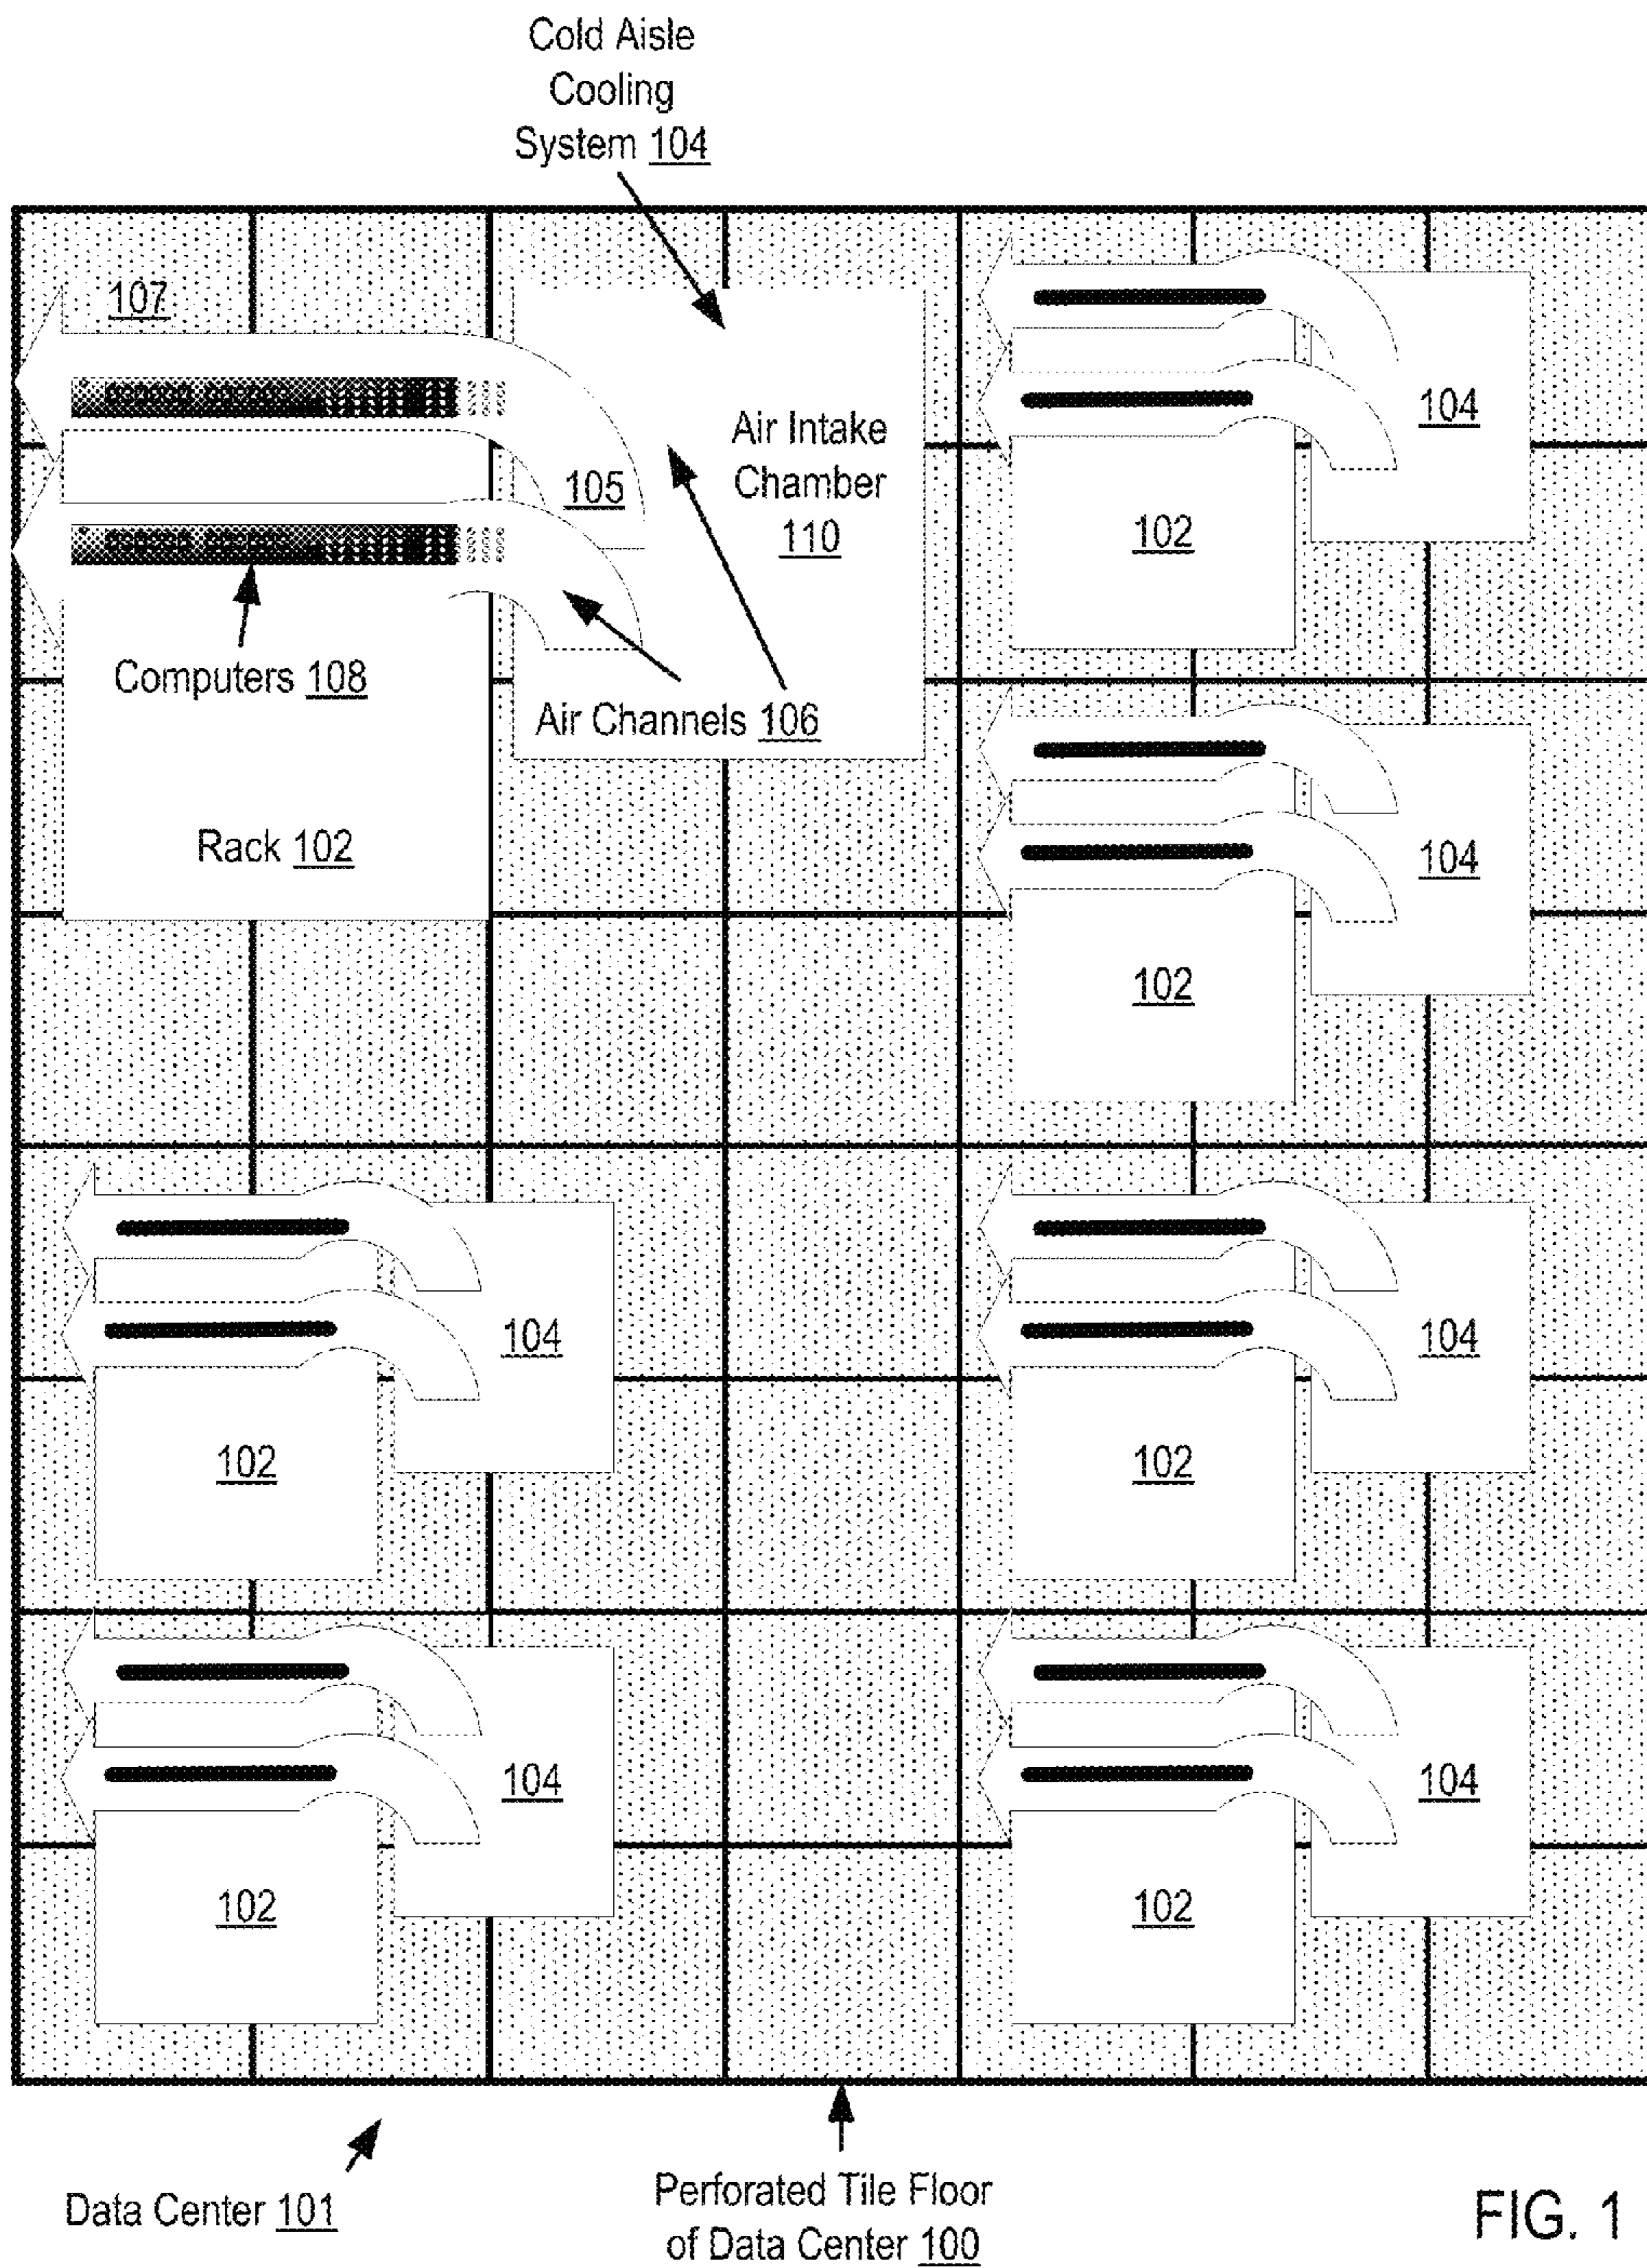 Cold Aisle
Cooling
System 104
107
104
Air Intake
Chamber
110
105
102
Computers 108
Air Channels 106
Rack 102
104
102
104
104
102
102
104
104
102
102
Data Center 101
Perforated Tile Floor
of Data Center 100
FIG. 1